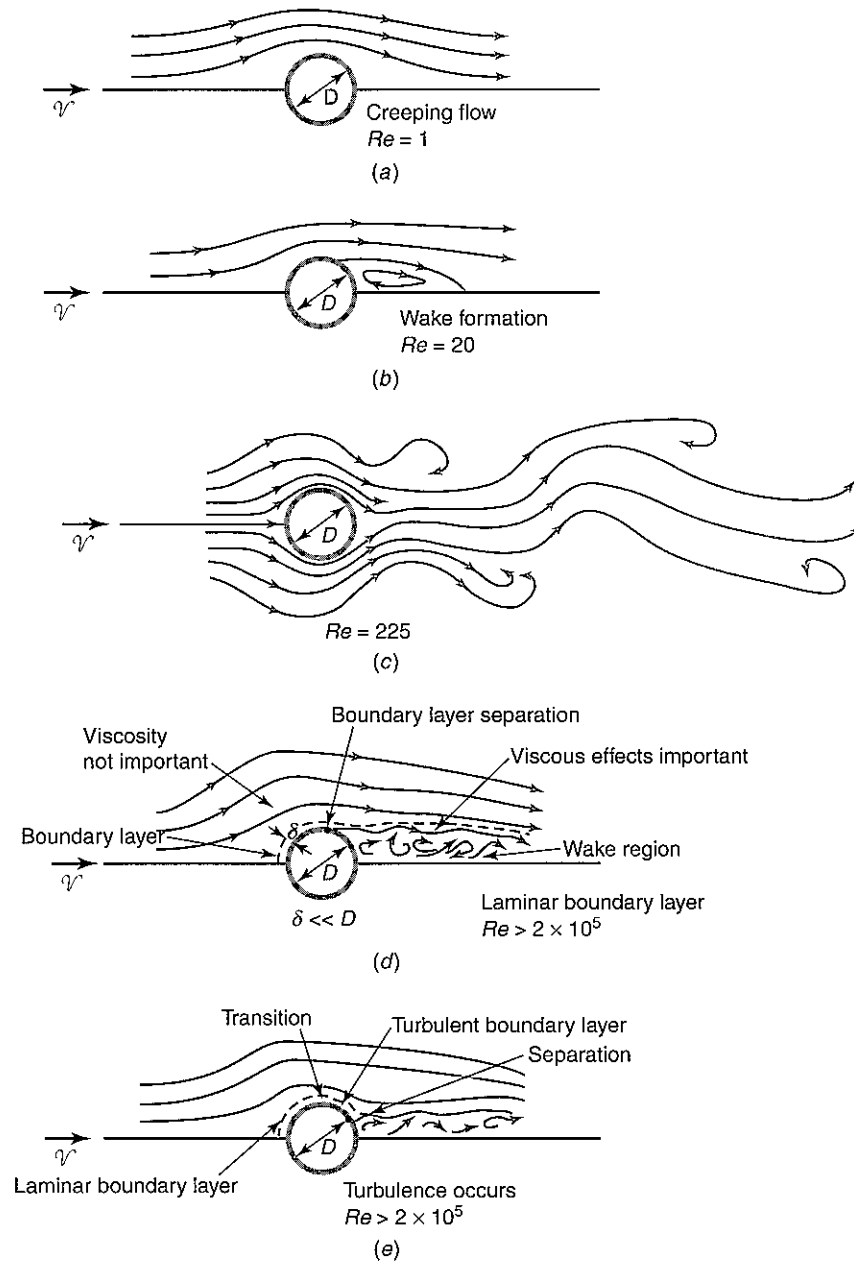 D
𝒱
Creeping flow
Re = 1
(a)
D
𝒱
Wake formation
Re = 20
(b)
D
𝒱
Re = 225
(c)
Boundary layer separation
Viscosity
not important
Viscous effects important
Boundary layer
δ
D
𝒱
Wake region
δ << D
Laminar boundary layer
Re > 2 × 10⁵
(d)
Transition
Turbulent boundary layer
Separation
D
𝒱
Laminar boundary layer
Turbulence occurs
Re > 2 × 10⁵
(e)